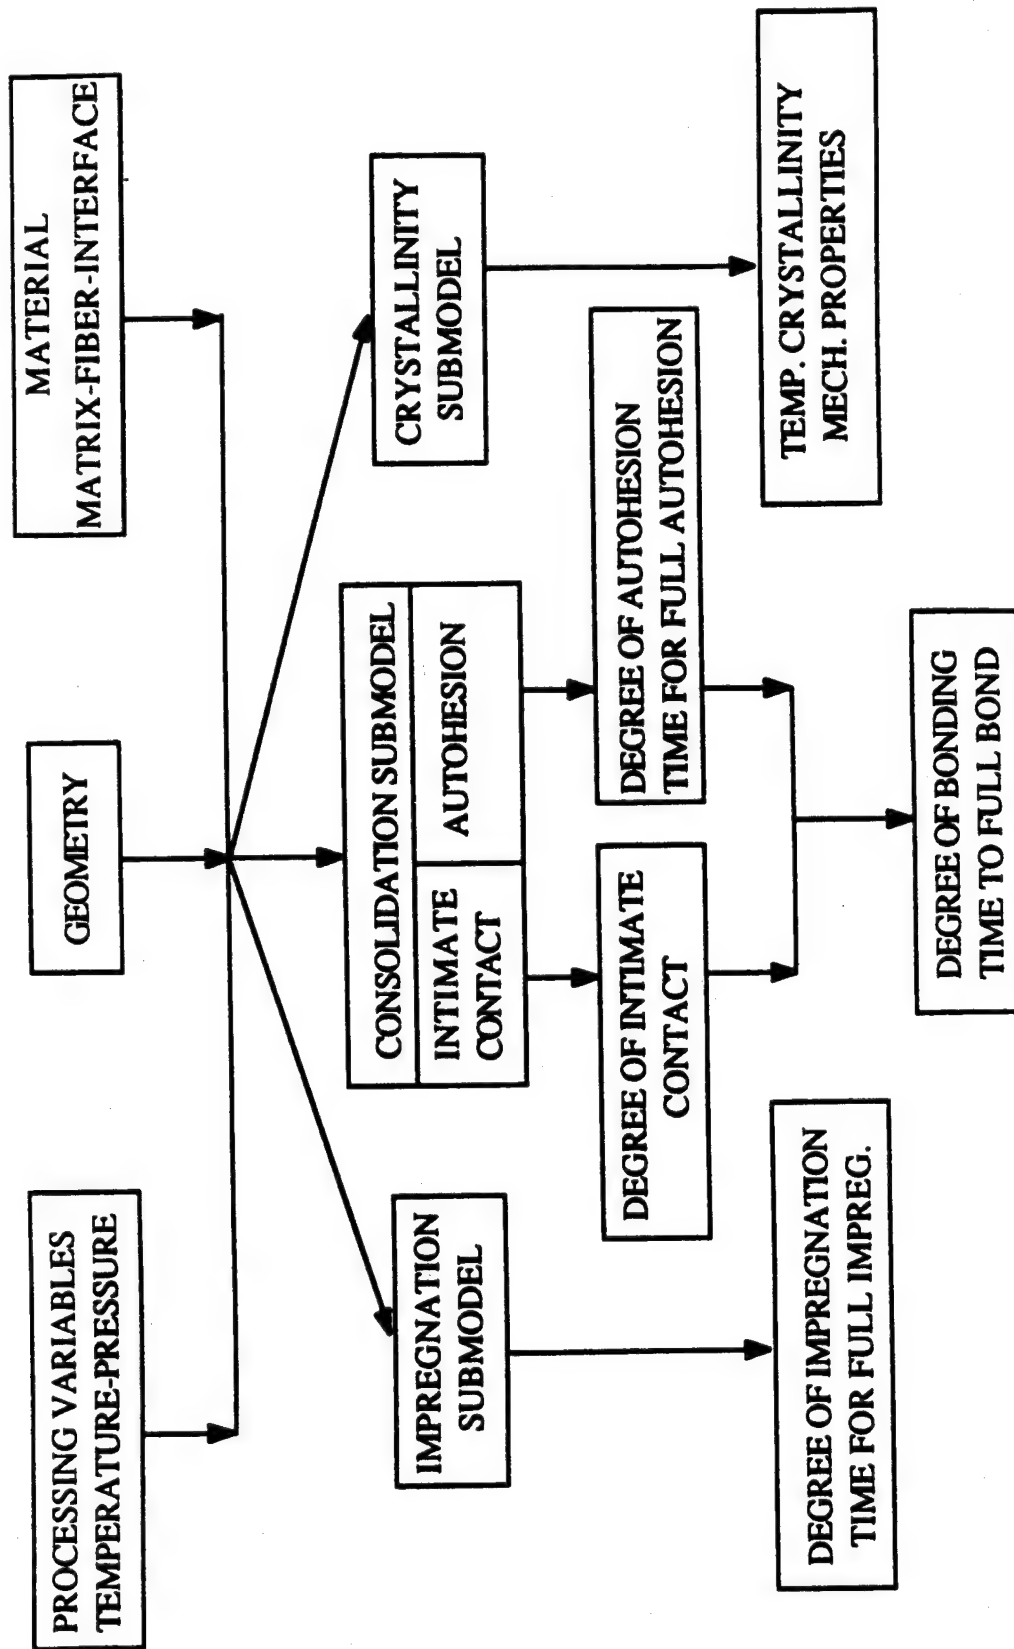 PROCESSING VARIABLES
TEMPERATURE-PRESSURE
GEOMETRY
MATERIAL
MATRIX-FIBER-INTERFACE
IMPREGNATION
SUBMODEL
CONSOLIDATION SUBMODEL
INTIMATE
CONTACT
AUTOHESION
CRYSTALLINITY
SUBMODEL
DEGREE OF INTIMATE
CONTACT
DEGREE OF AUTOHESION
TIME FOR FULL AUTOHESION
DEGREE OF IMPREGNATION
TIME FOR FULL IMPREG.
DEGREE OF BONDING
TIME TO FULL BOND
TEMP. CRYSTALLINITY
MECH. PROPERTIES